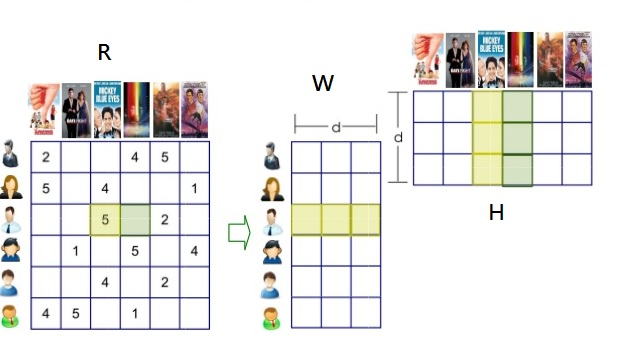 R
MICKEY
BLUE EYES
2 4 5
5 4 1
5 2
1 5 4
4 2
4 5 1
W
d
MICKEY
BLUE EYES
d
H